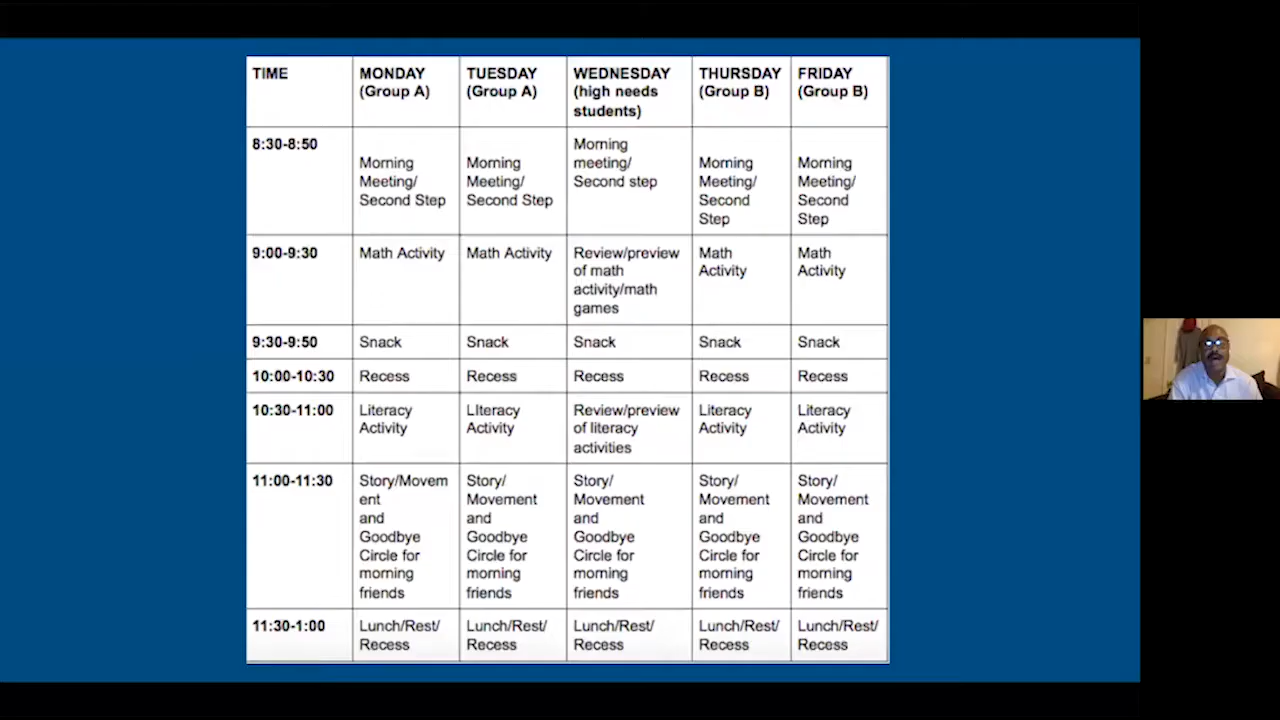 TIME MONDAY (Group A) TUESDAY (Group A) WEDNESDAY (high needs students) THURSDAY (Group B) FRIDAY (Group B)
8:30-8:50 Morning Meeting/ Second Step Morning Meeting/ Second Step Morning meeting/ Second step Morning Meeting/ Second Step Morning Meeting/ Second Step
9:00-9:30 Math Activity Math Activity Review/preview of math activity/math games Math Activity Math Activity
9:30-9:50 Snack Snack Snack Snack Snack
10:00-10:30 Recess Recess Recess Recess Recess
10:30-11:00 Literacy Activity LIteracy Activity Review/preview of literacy activities Literacy Activity Literacy Activity
11:00-11:30 Story/Movem ent and Goodbye Circle for morning friends Story/ Movement and Goodbye Circle for morning friends Story/ Movement and Goodbye Circle for morning friends Story/ Movement and Goodbye Circle for morning friends Story/ Movement and Goodbye Circle for morning friends
11:30-1:00 Lunch/Rest/ Recess Lunch/Rest/ Recess Lunch/Rest/ Recess Lunch/Rest/ Recess Lunch/Rest/ Recess